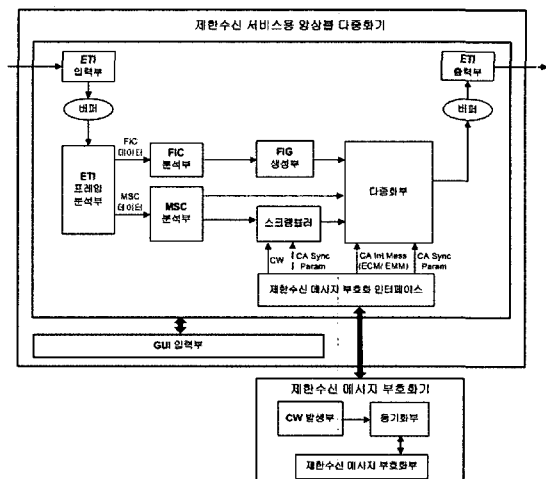 제한수신 서비스용 앙상블 다중화기
ETI
입력부
ETI
출력부
버퍼
버퍼
FIC
데이터
FIC
분석부
FIG
생성부
ETI
프레임
분석부
다중화부
MSC
데이터
MSC
분석부
스크램블러
CW
CA Sync
Param
CA Int Mess
(ECM/ EMM)
CA Sync
Param
제한수신 메시지 부호화 인터페이스
GUI 입력부
제한수신 메시지 부호화기
CW 발생부
동기화부
제한수신 메시지 부호화부